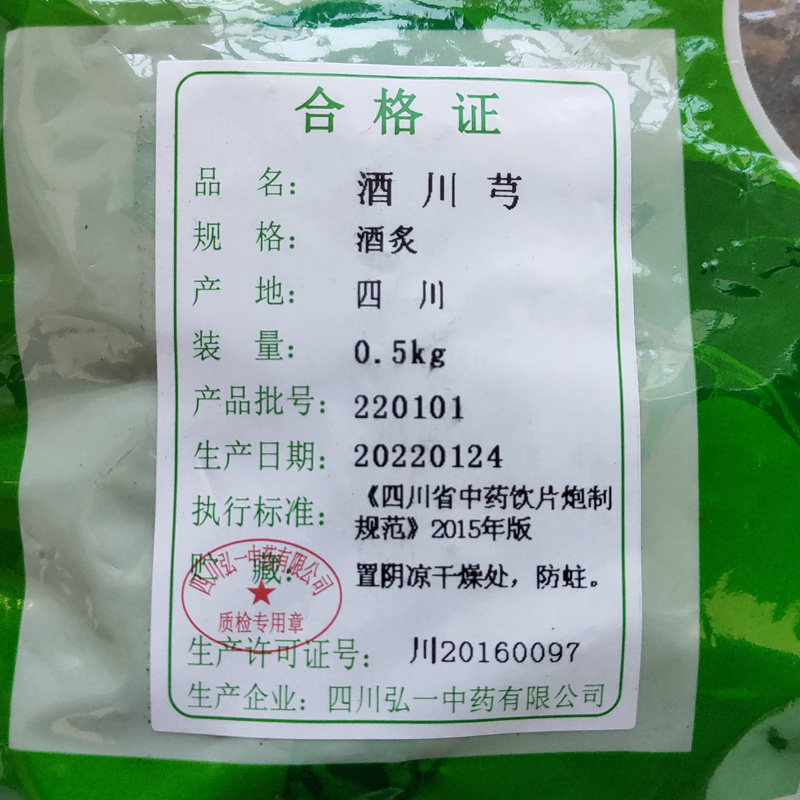 合格证
品 名：酒川芎
规 格：酒炙
产 地：四 川
装 量：0.5kg
产品批号：220101
生产日期：20220124
执行标准：《四川省中药饮片炮制
规范》2015年版
贮 藏：置阴凉干燥处，防蛀。
四川弘一中药有限公司
质检专用章
生产许可证号：川20160097
生产企业：四川弘一中药有限公司